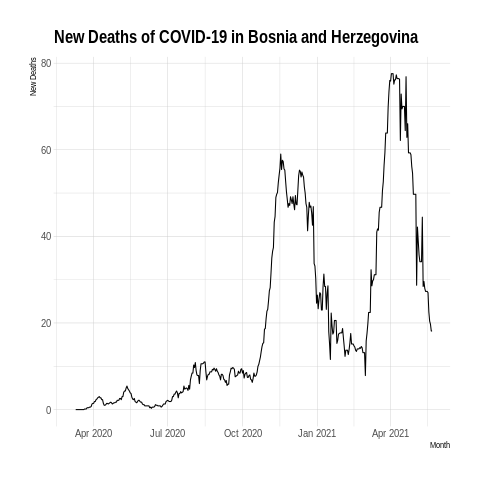 New Deaths of COVID-19 in Bosnia and Herzegovina
New Deaths
80
60
40
20
0
Apr 2020 Jul 2020 Oct 2020 Jan 2021 Apr 2021
Month